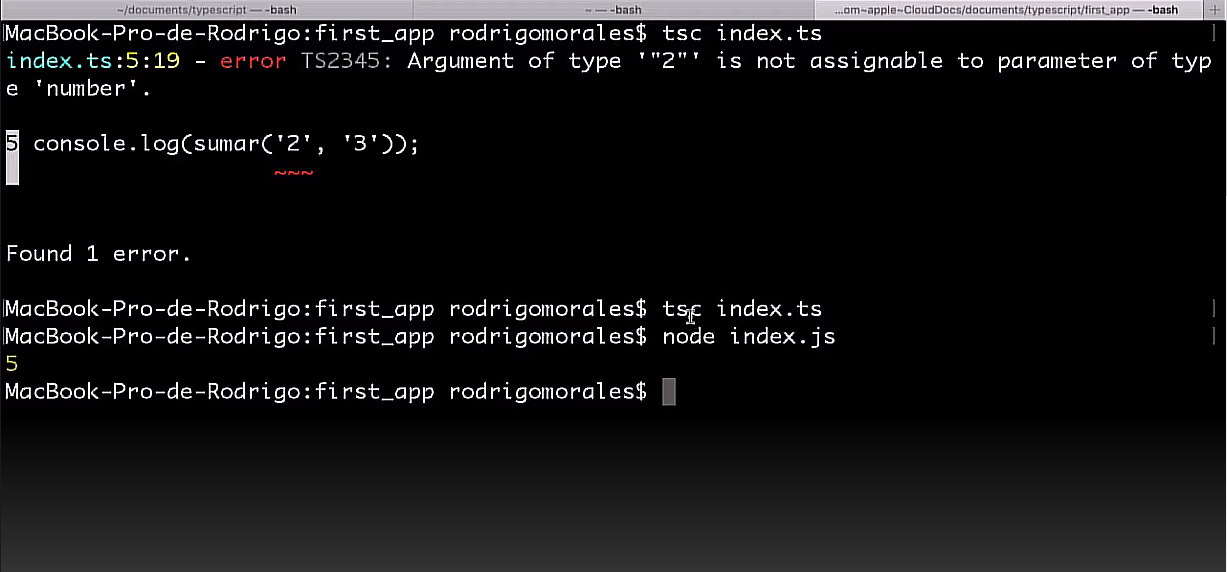 ~/documents/typescript — -bash
~ — -bash
...om~apple~CloudDocs/documents/typescript/first_app — -bash
MacBook-Pro-de-Rodrigo:first_app rodrigomorales$ tsc index.ts
index.ts:5:19 - error TS2345: Argument of type '"2"' is not assignable to parameter of typ
e 'number'.
5 console.log(sumar('2', '3'));
~~~
Found 1 error.
MacBook-Pro-de-Rodrigo:first_app rodrigomorales$ tsc index.ts
MacBook-Pro-de-Rodrigo:first_app rodrigomorales$ node index.js
5
MacBook-Pro-de-Rodrigo:first_app rodrigomorales$